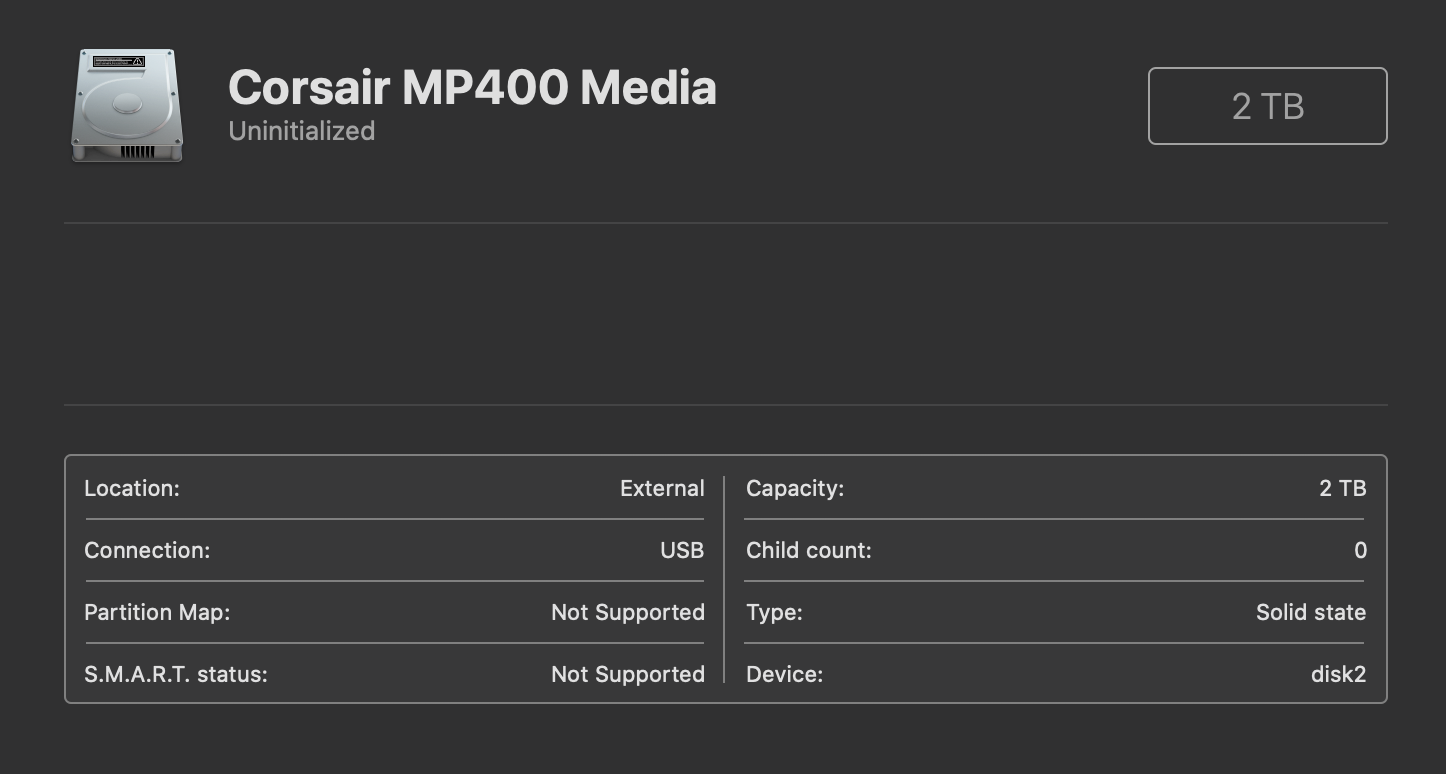 Corsair MP400 Media
Uninitialized
2 TB
Location: External
Connection: USB
Partition Map: Not Supported
S.M.A.R.T. status: Not Supported
Capacity: 2 TB
Child count: 0
Type: Solid state
Device: disk2